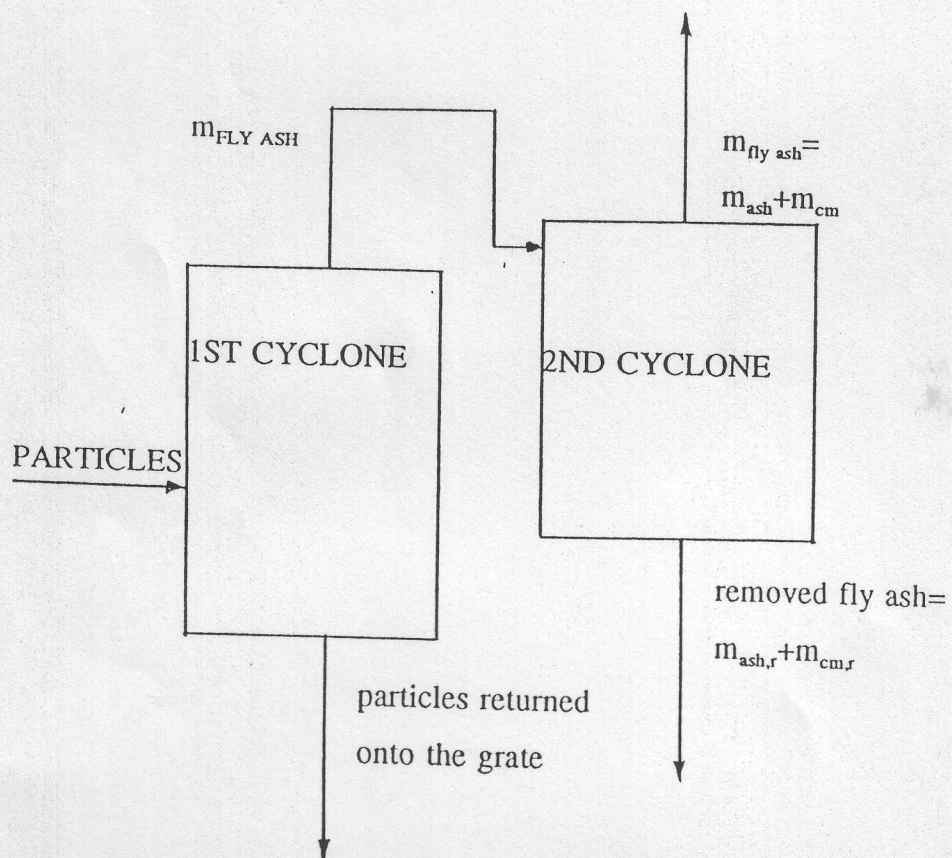 m_FLY ASH
m_fly ash=
m_ash+m_cm
1ST CYCLONE
2ND CYCLONE
PARTICLES
removed fly ash=
m_ash,r+m_cm,r
particles returned
onto the grate